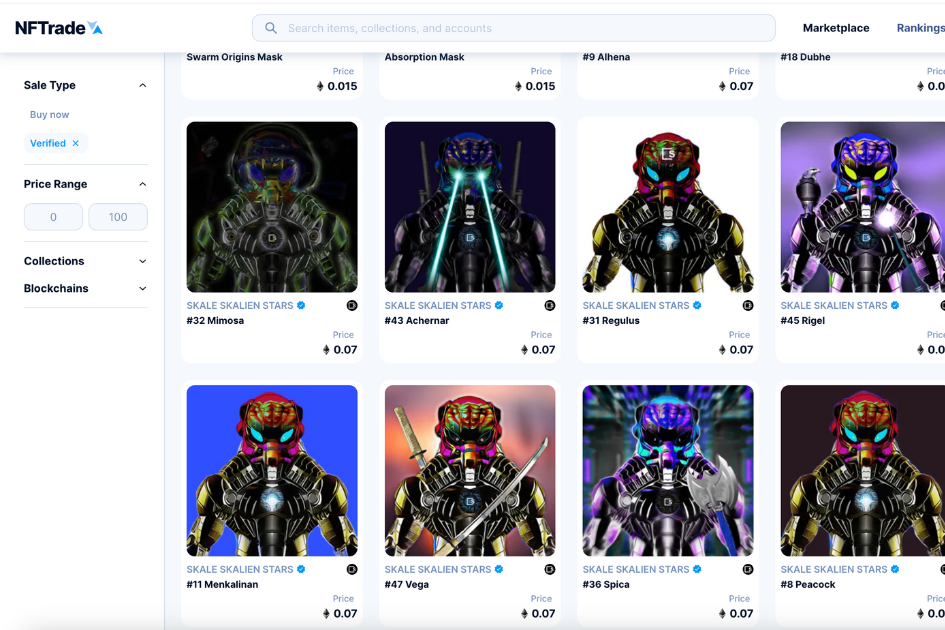 NFTrade
Search items, collections, and accounts
Marketplace
Rankings
Sale Type
Buy now
Verified ×
Price Range
0
100
Collections
Blockchains
Swarm Origins Mask
Price
0.015
Absorption Mask
Price
0.015
#9 Alhena
Price
0.07
#18 Dubhe
Price
0.0
SKALE SKALIEN STARS
#32 Mimosa
Price
0.07
SKALE SKALIEN STARS
#43 Achernar
Price
0.07
SKALE SKALIEN STARS
#31 Regulus
Price
0.07
SKALE SKALIEN STARS
#45 Rigel
Price
0.0
SKALE SKALIEN STARS
#11 Menkalinan
Price
0.07
SKALE SKALIEN STARS
#47 Vega
Price
0.07
SKALE SKALIEN STARS
#36 Spica
Price
0.07
SKALE SKALIEN STARS
#8 Peacock
Price
0.0